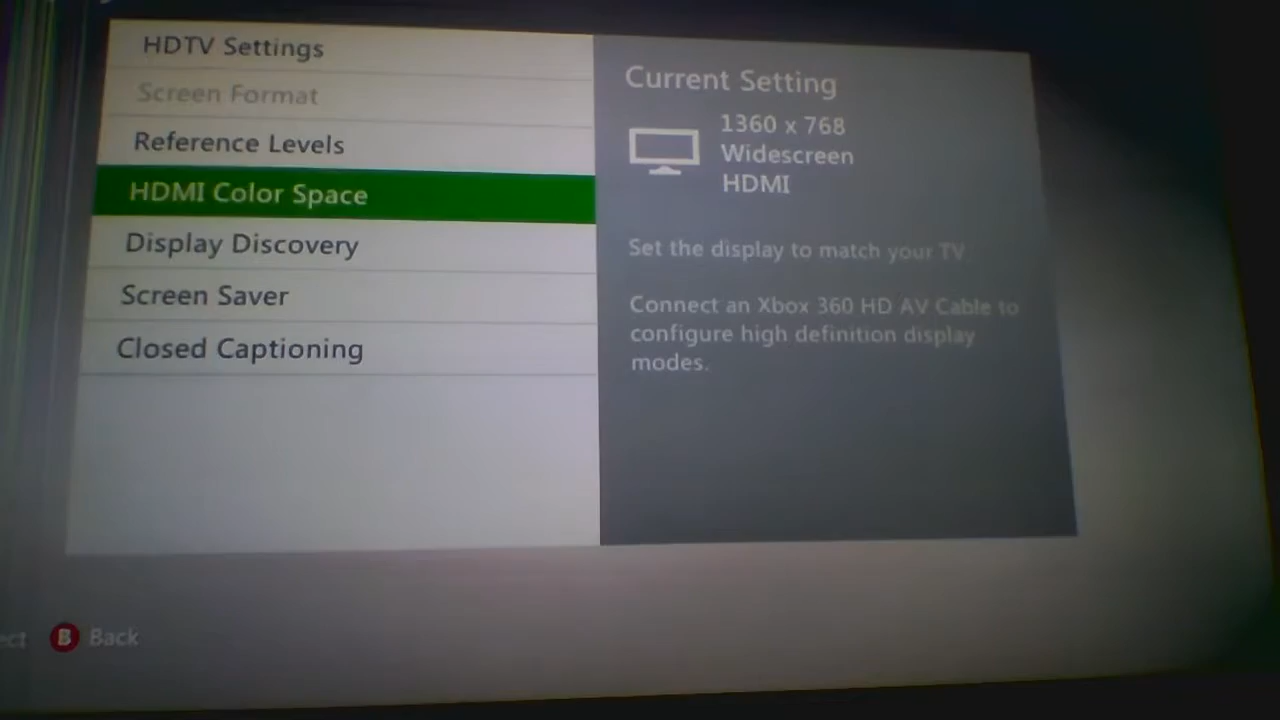 HDTV Settings
Screen Format
Reference Levels
HDMI Color Space
Display Discovery
Screen Saver
Closed Captioning
Current Setting
1360 x 768
Widescreen
HDMI
Set the display to match your TV.
Connect an Xbox 360 HD AV Cable to
configure high definition display
modes.
ect B Back